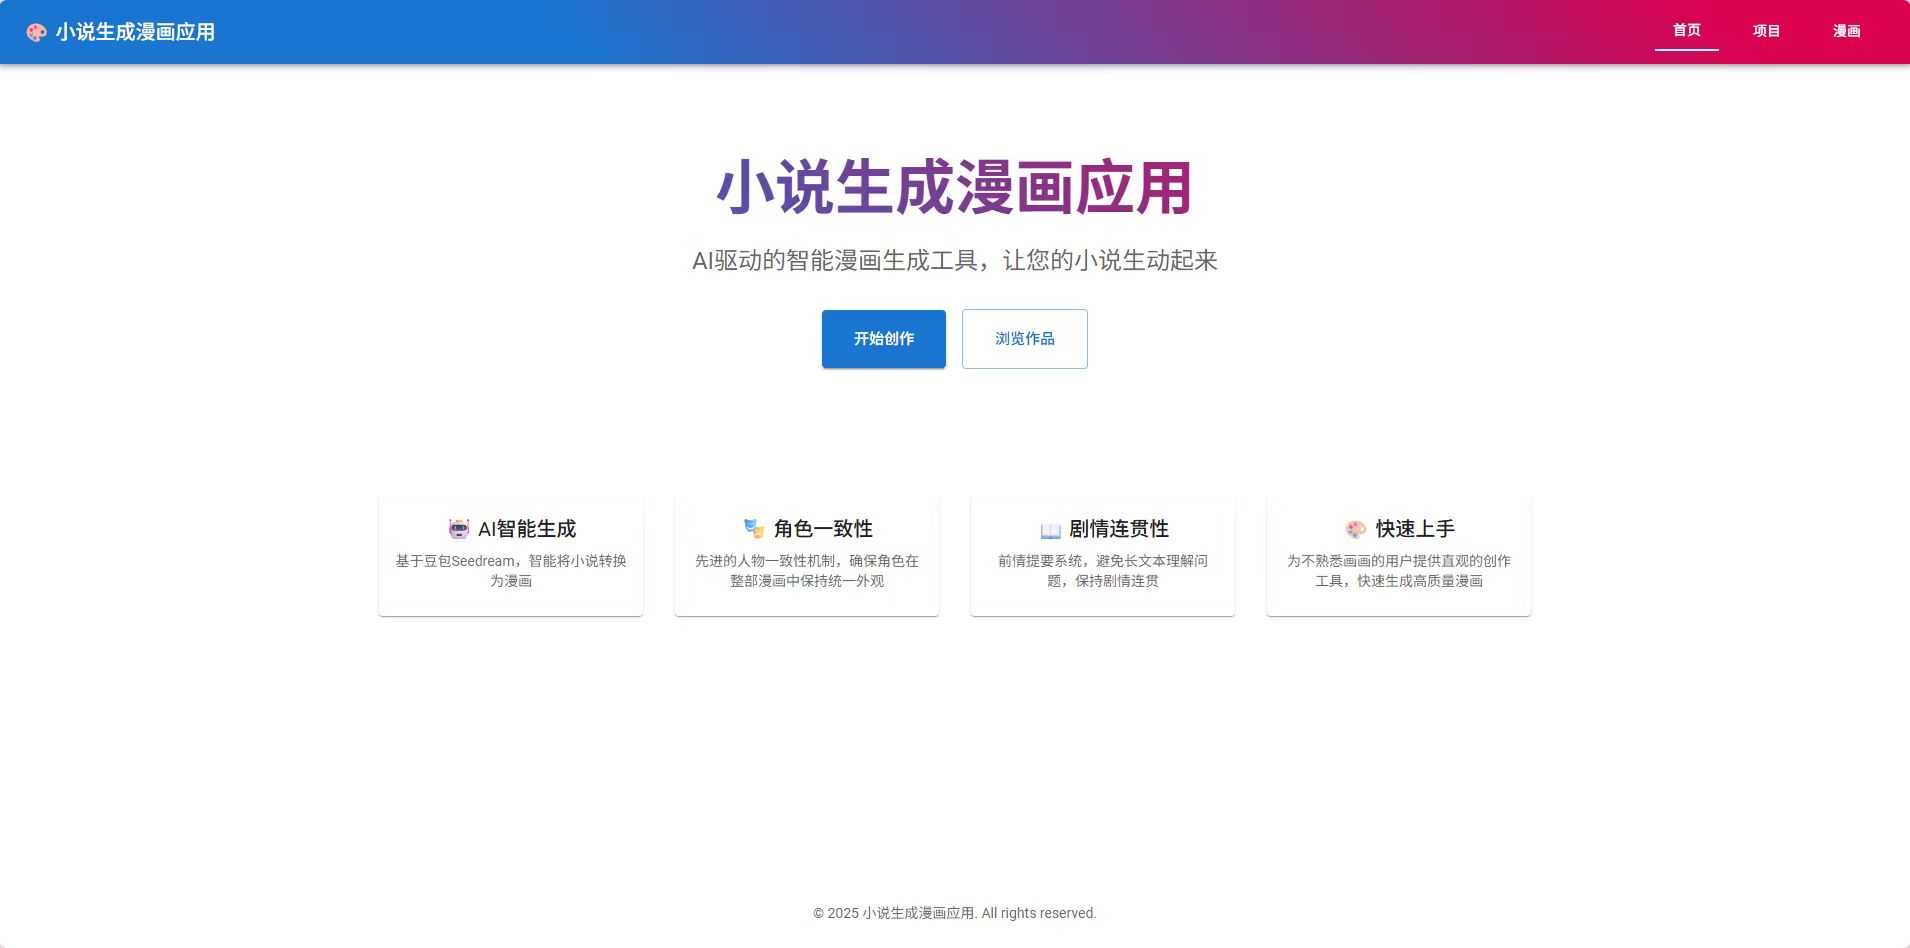 小说生成漫画应用
首页
项目
漫画
小说生成漫画应用
AI驱动的智能漫画生成工具，让您的小说生动起来
开始创作
浏览作品
AI智能生成
基于豆包Seedream，智能将小说转换
为漫画
角色一致性
先进的人物一致性机制，确保角色在
整部漫画中保持统一外观
剧情连贯性
前情提要系统，避免长文本理解问
题，保持剧情连贯
快速上手
为不熟悉画画的用户提供直观的创作
工具，快速生成高质量漫画
© 2025 小说生成漫画应用. All rights reserved.